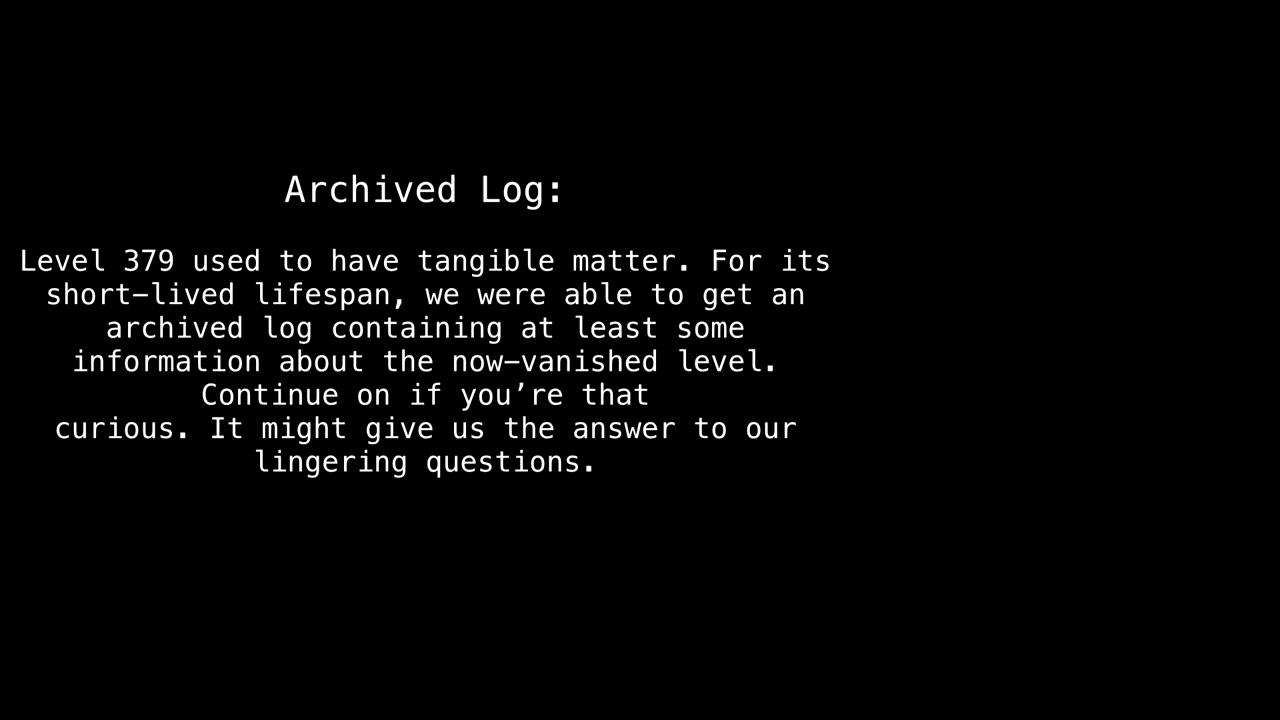 Archived Log:
Level 379 used to have tangible matter. For its
short–lived lifespan, we were able to get an
archived log containing at least some
information about the now–vanished level.
Continue on if you’re that
curious. It might give us the answer to our
lingering questions.